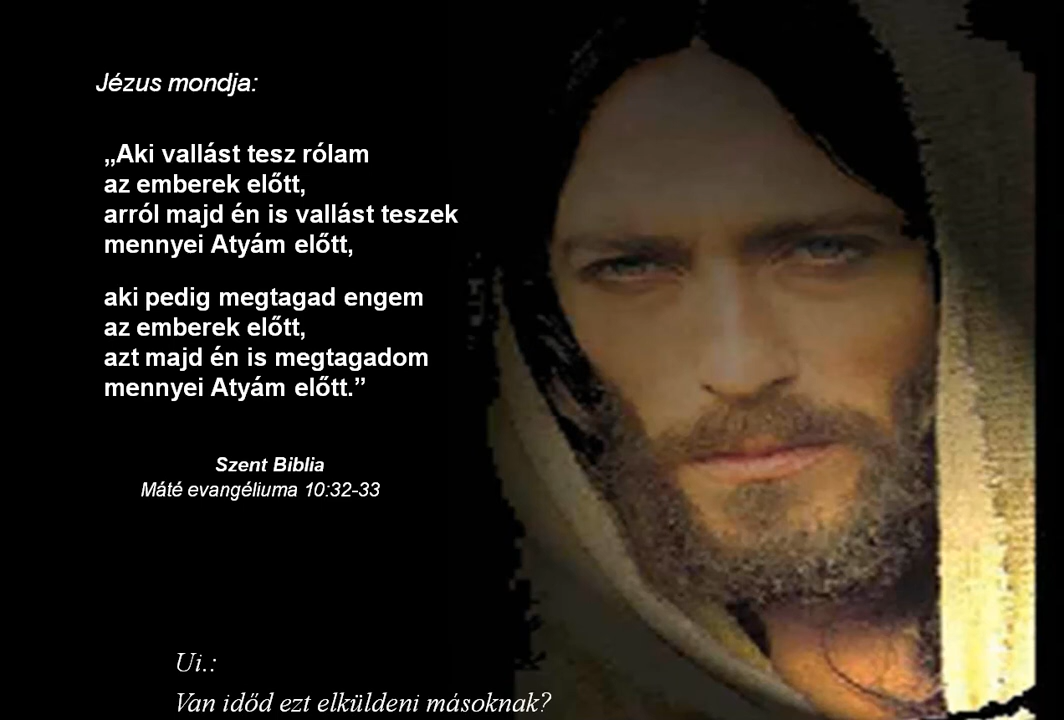 Jézus mondja:
„Aki vallást tesz rólam
az emberek előtt,
arról majd én is vallást teszek
mennyei Atyám előtt,
aki pedig megtagad engem
az emberek előtt,
azt majd én is megtagadom
mennyei Atyám előtt.”
Szent Biblia
Máté evangéliuma 10:32-33
Ui.:
Van időd ezt elküldeni másoknak?